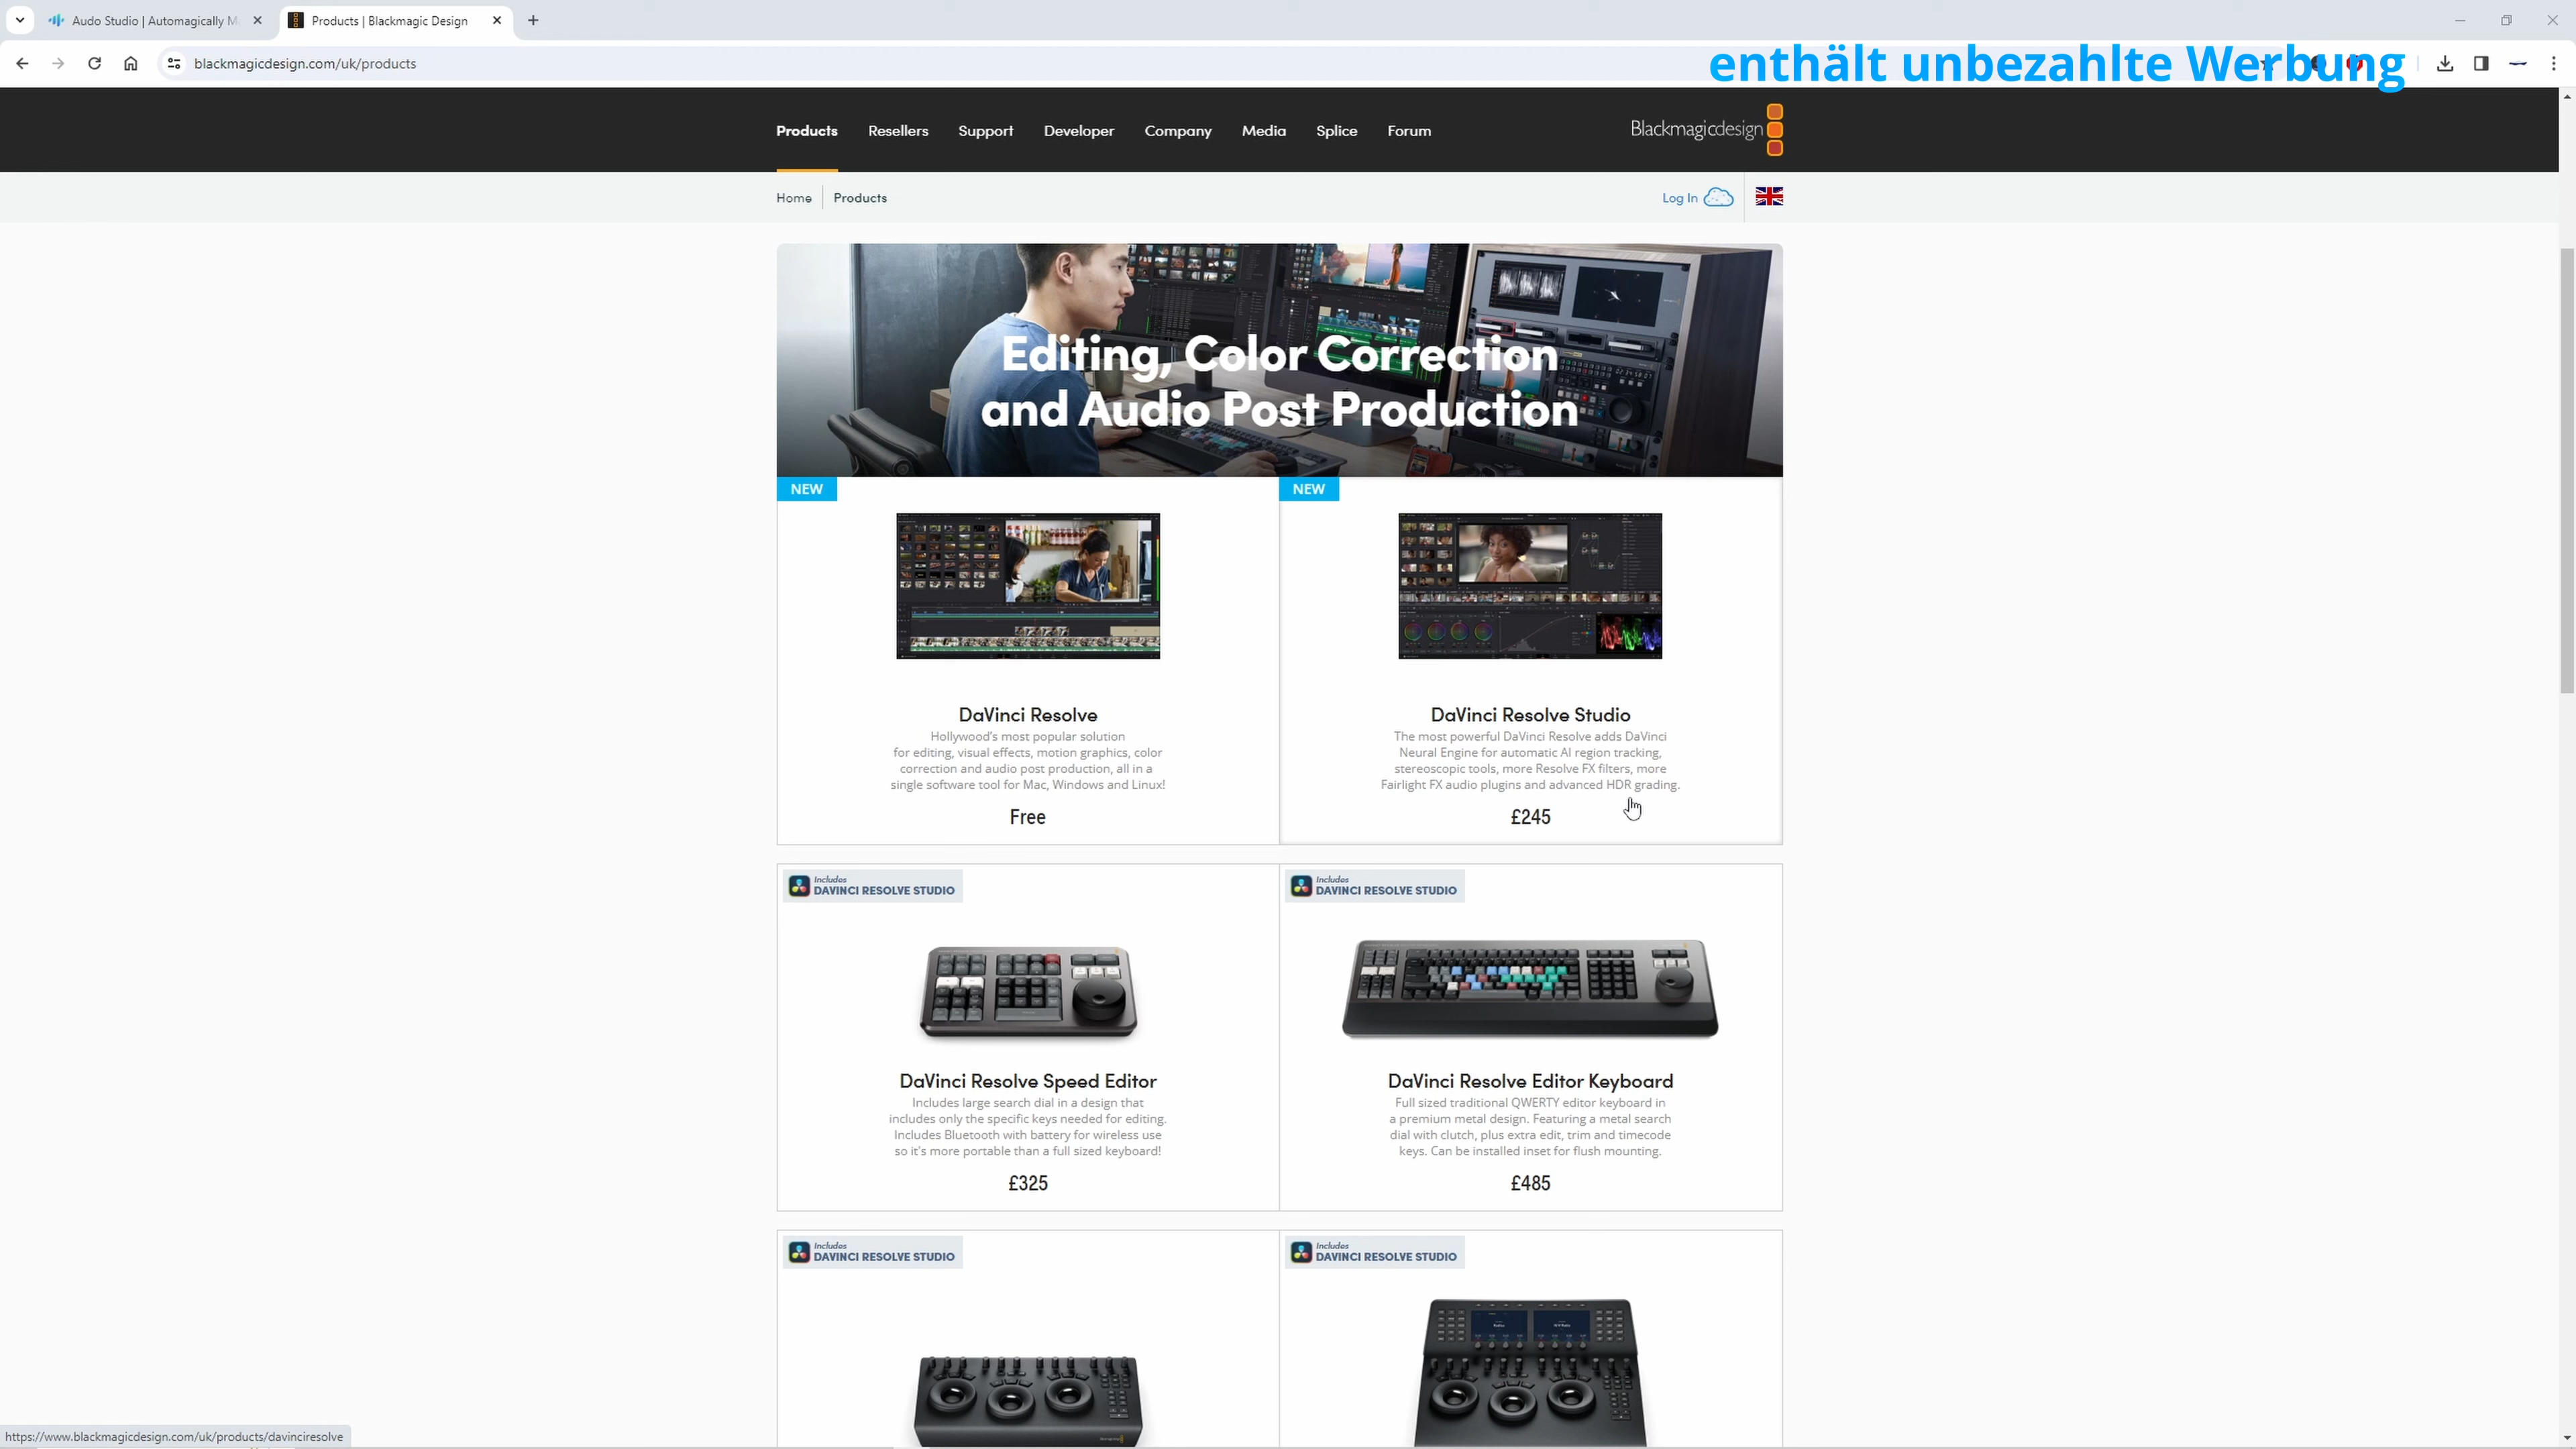 Audo Studio | Automagically M
Products | Blackmagic Design
blackmagicdesign.com/uk/products
enthält unbezahlte Werbung
Products
Resellers
Support
Developer
Company
Media
Splice
Forum
Blackmagicdesign
Home
Products
Log In
Editing, Color Correction
and Audio Post Production
NEW
DaVinci Resolve
Hollywood's most popular solution
for editing, visual effects, motion graphics, color
correction and audio post production, all in a
single software tool for Mac, Windows and Linux!
Free
NEW
DaVinci Resolve Studio
The most powerful DaVinci Resolve adds DaVinci
Neural Engine for automatic AI region tracking,
stereoscopic tools, more Resolve FX filters, more
Fairlight FX audio plugins and advanced HDR grading.
£245
Includes
DAVINCI RESOLVE STUDIO
DaVinci Resolve Speed Editor
Includes large search dial in a design that
includes only the specific keys needed for editing.
Includes Bluetooth with battery for wireless use
so it's more portable than a full sized keyboard!
£325
Includes
DAVINCI RESOLVE STUDIO
DaVinci Resolve Editor Keyboard
Full sized traditional QWERTY editor keyboard in
a premium metal design. Featuring a metal search
dial with clutch, plus extra edit, trim and timecode
keys. Can be installed inset for flush mounting.
£485
Includes
DAVINCI RESOLVE STUDIO
Includes
DAVINCI RESOLVE STUDIO
https://www.blackmagicdesign.com/uk/products/davinciresolve